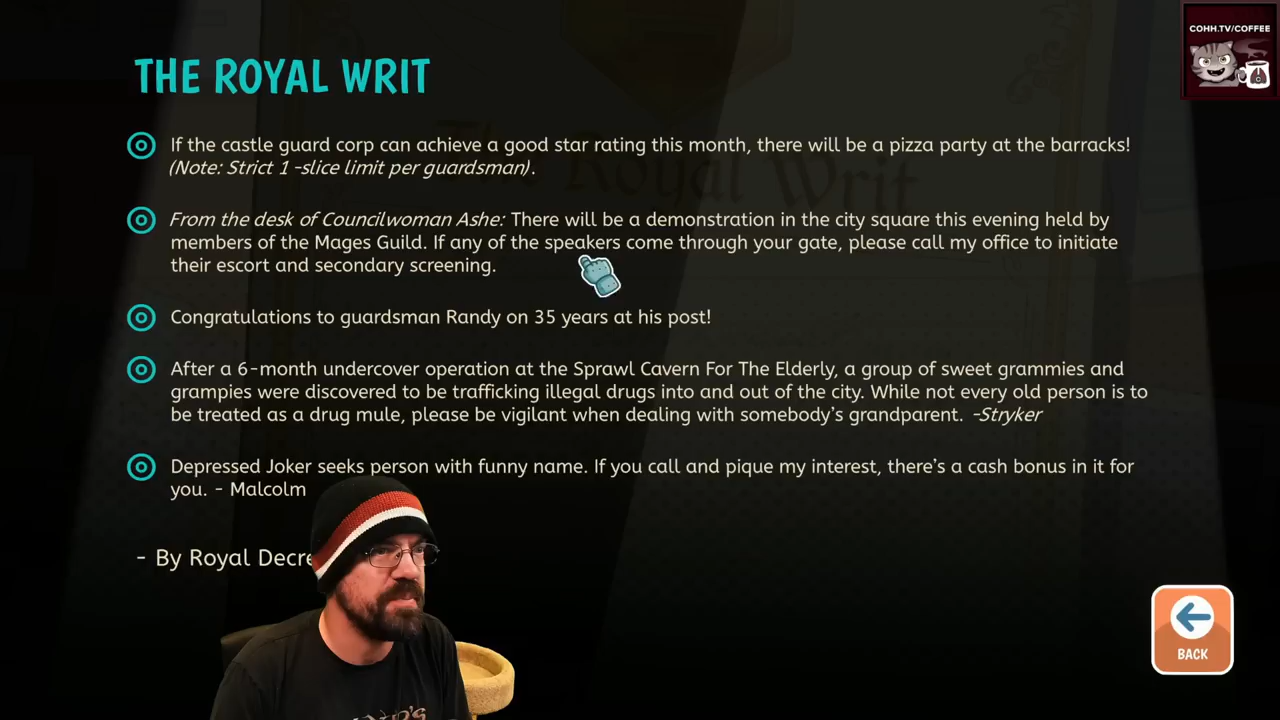 COHH.TV/COFFEE
THE ROYAL WRIT
If the castle guard corp can achieve a good star rating this month, there will be a pizza party at the barracks!
(Note: Strict 1 -slice limit per guardsman).
From the desk of Councilwoman Ashe: There will be a demonstration in the city square this evening held by
members of the Mages Guild. If any of the speakers come through your gate, please call my office to initiate
their escort and secondary screening.
Congratulations to guardsman Randy on 35 years at his post!
After a 6-month undercover operation at the Sprawl Cavern For The Elderly, a group of sweet grammies and
grampies were discovered to be trafficking illegal drugs into and out of the city. While not every old person is to
be treated as a drug mule, please be vigilant when dealing with somebody's grandparent. -Stryker
Depressed Joker seeks person with funny name. If you call and pique my interest, there's a cash bonus in it for
you. - Malcolm
- By Royal Decre
BACK